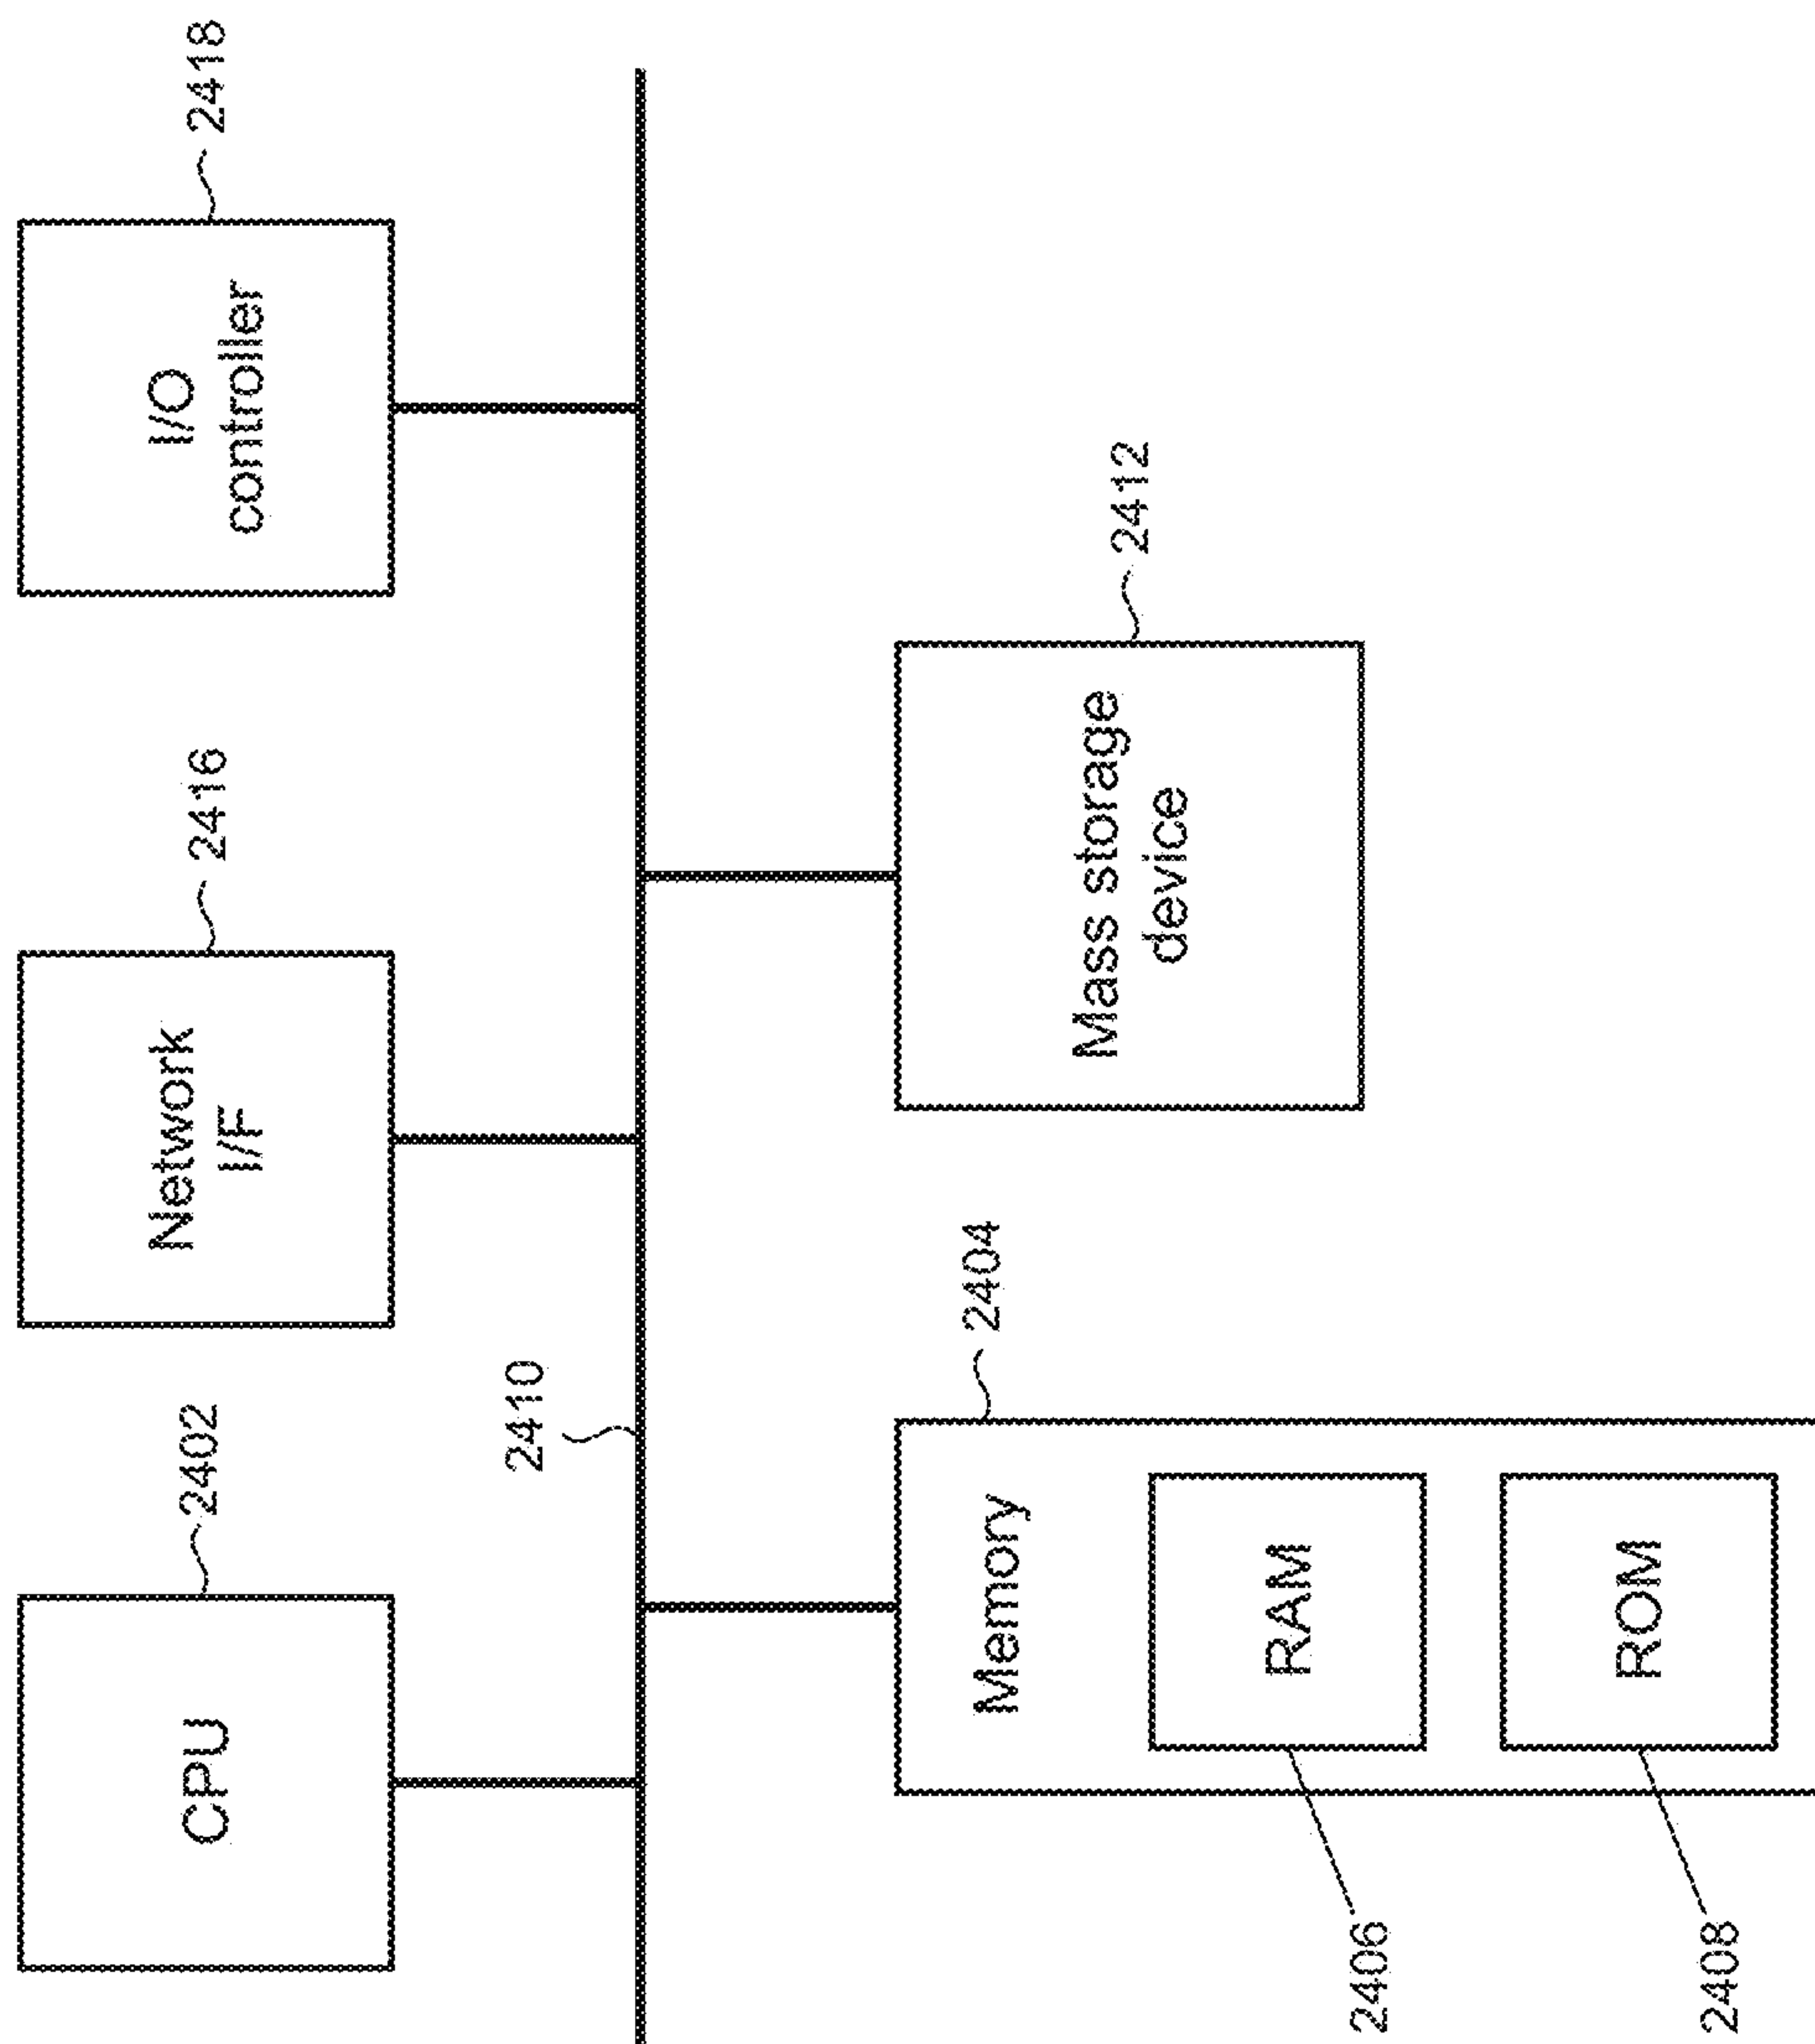 2402
2416
2418
CPU
Network
I/F
I/O
controller
2410
2404
2412
Memory
Mass storage
device
RAM
2406
ROM
2408